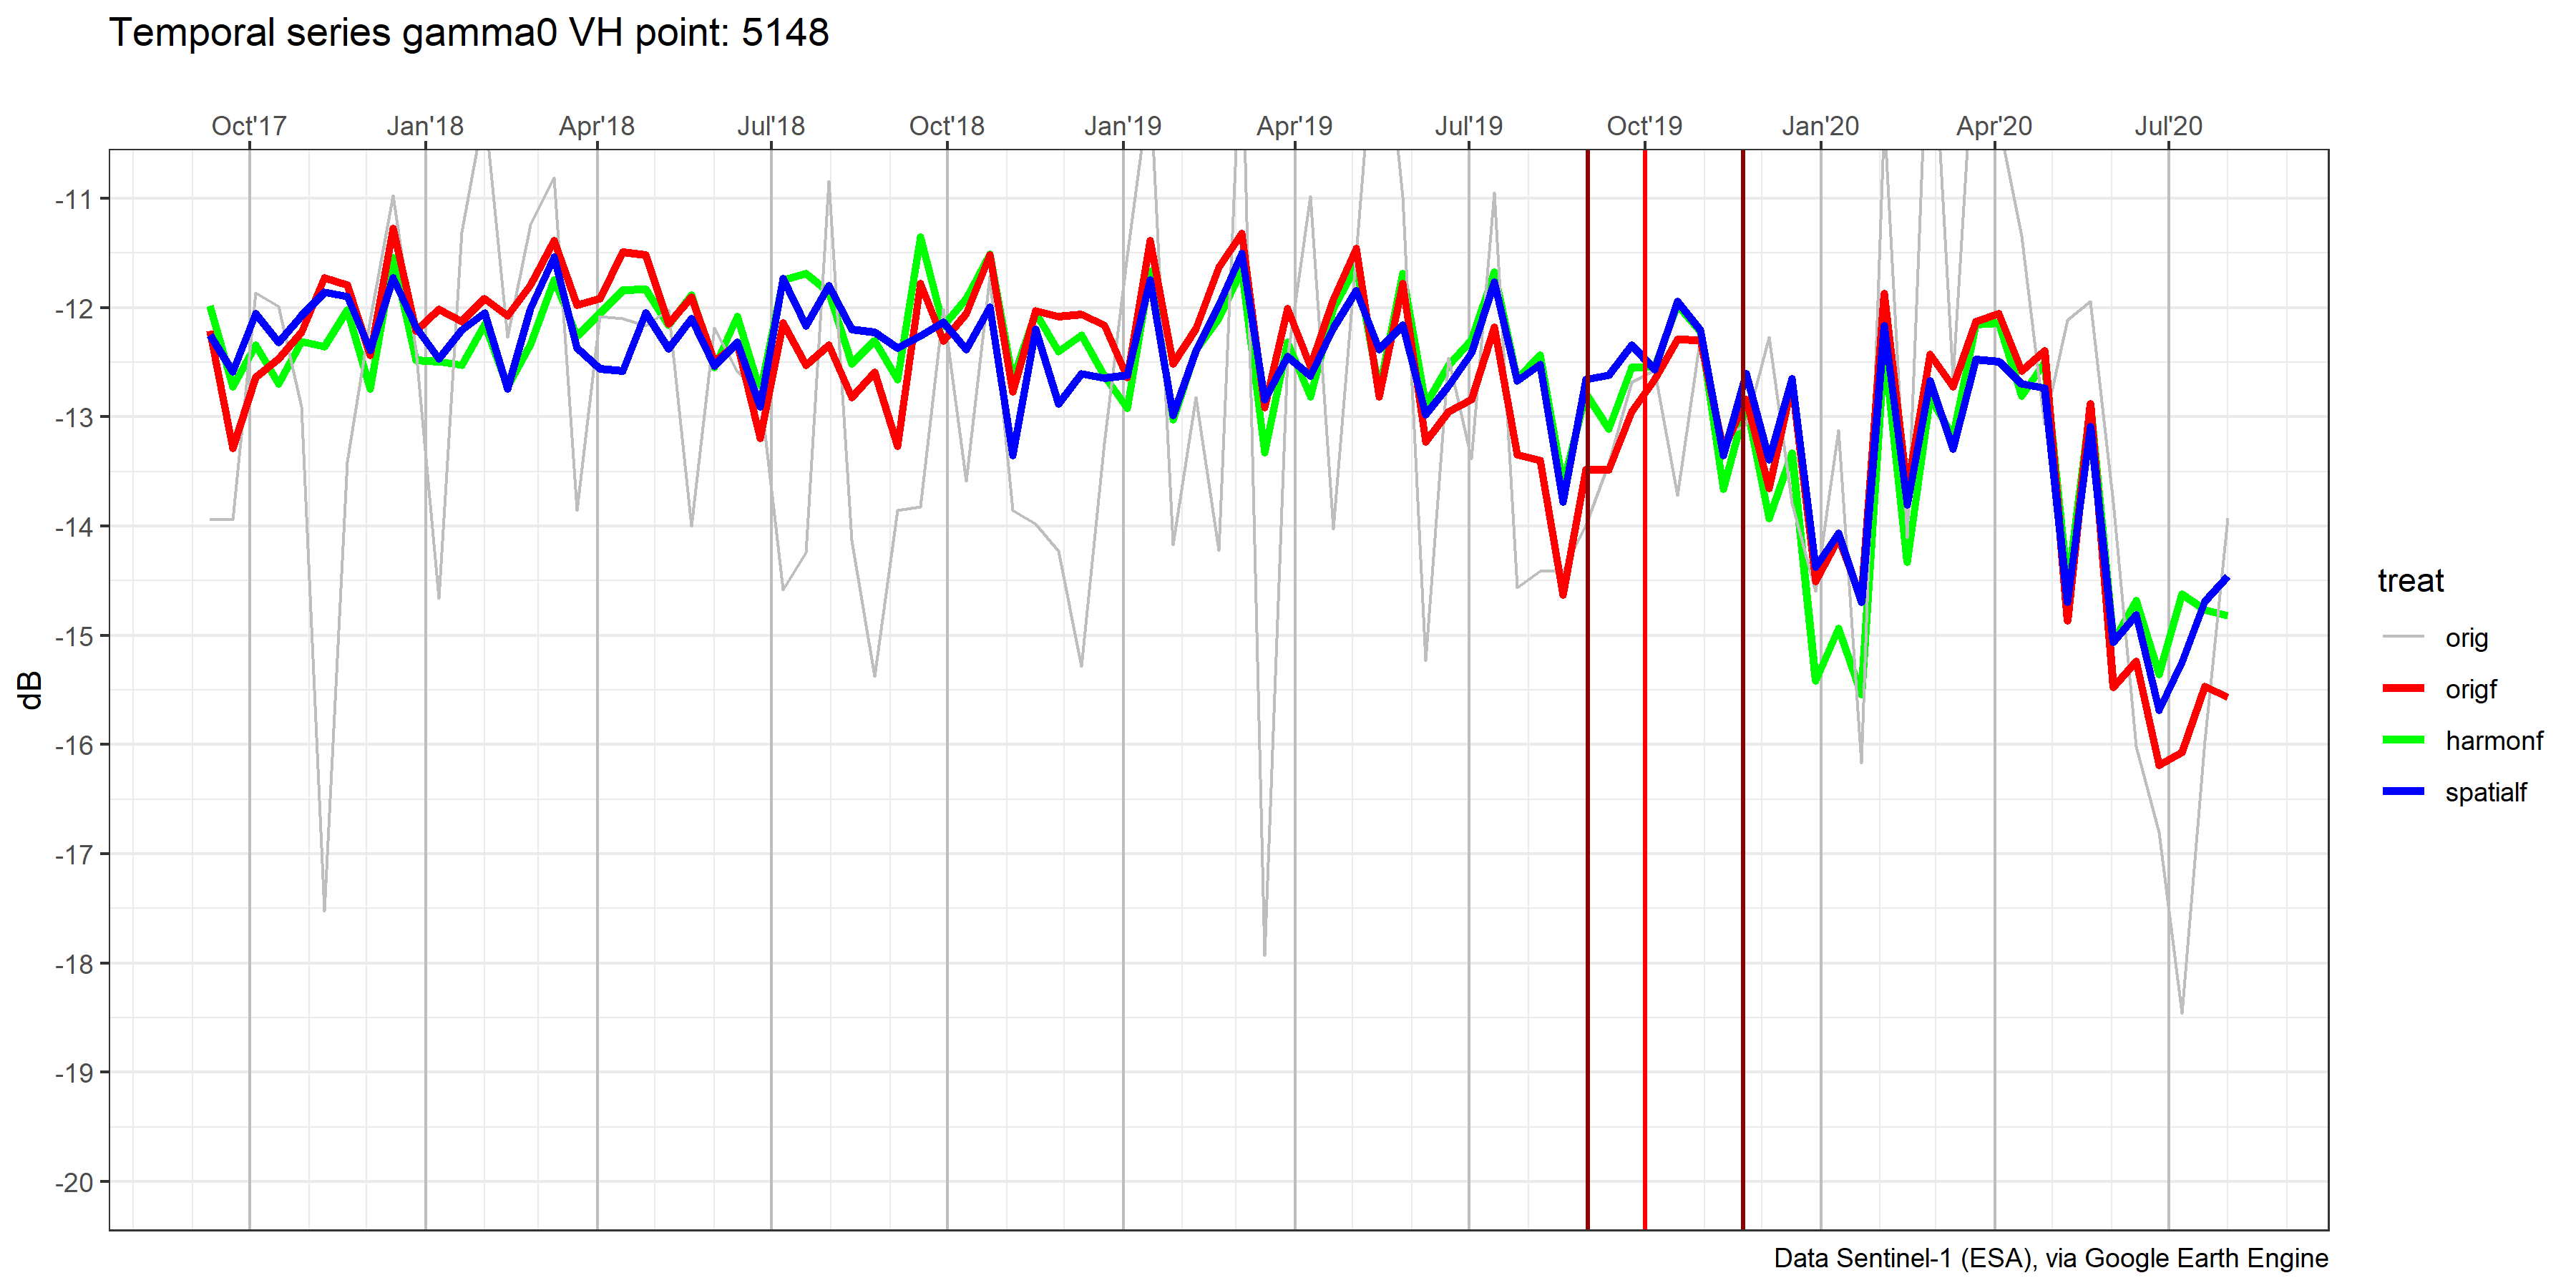 Temporal series gamma0 VH point: 5148
Oct'17 Jan'18 Apr'18 Jul'18 Oct'18 Jan'19 Apr'19 Jul'19 Oct'19 Jan'20 Apr'20 Jul'20
-11
-12
-13
-14
-15
-16
-17
-18
-19
-20
dB
treat
orig
origf
harmonf
spatialf
Data Sentinel-1 (ESA), via Google Earth Engine